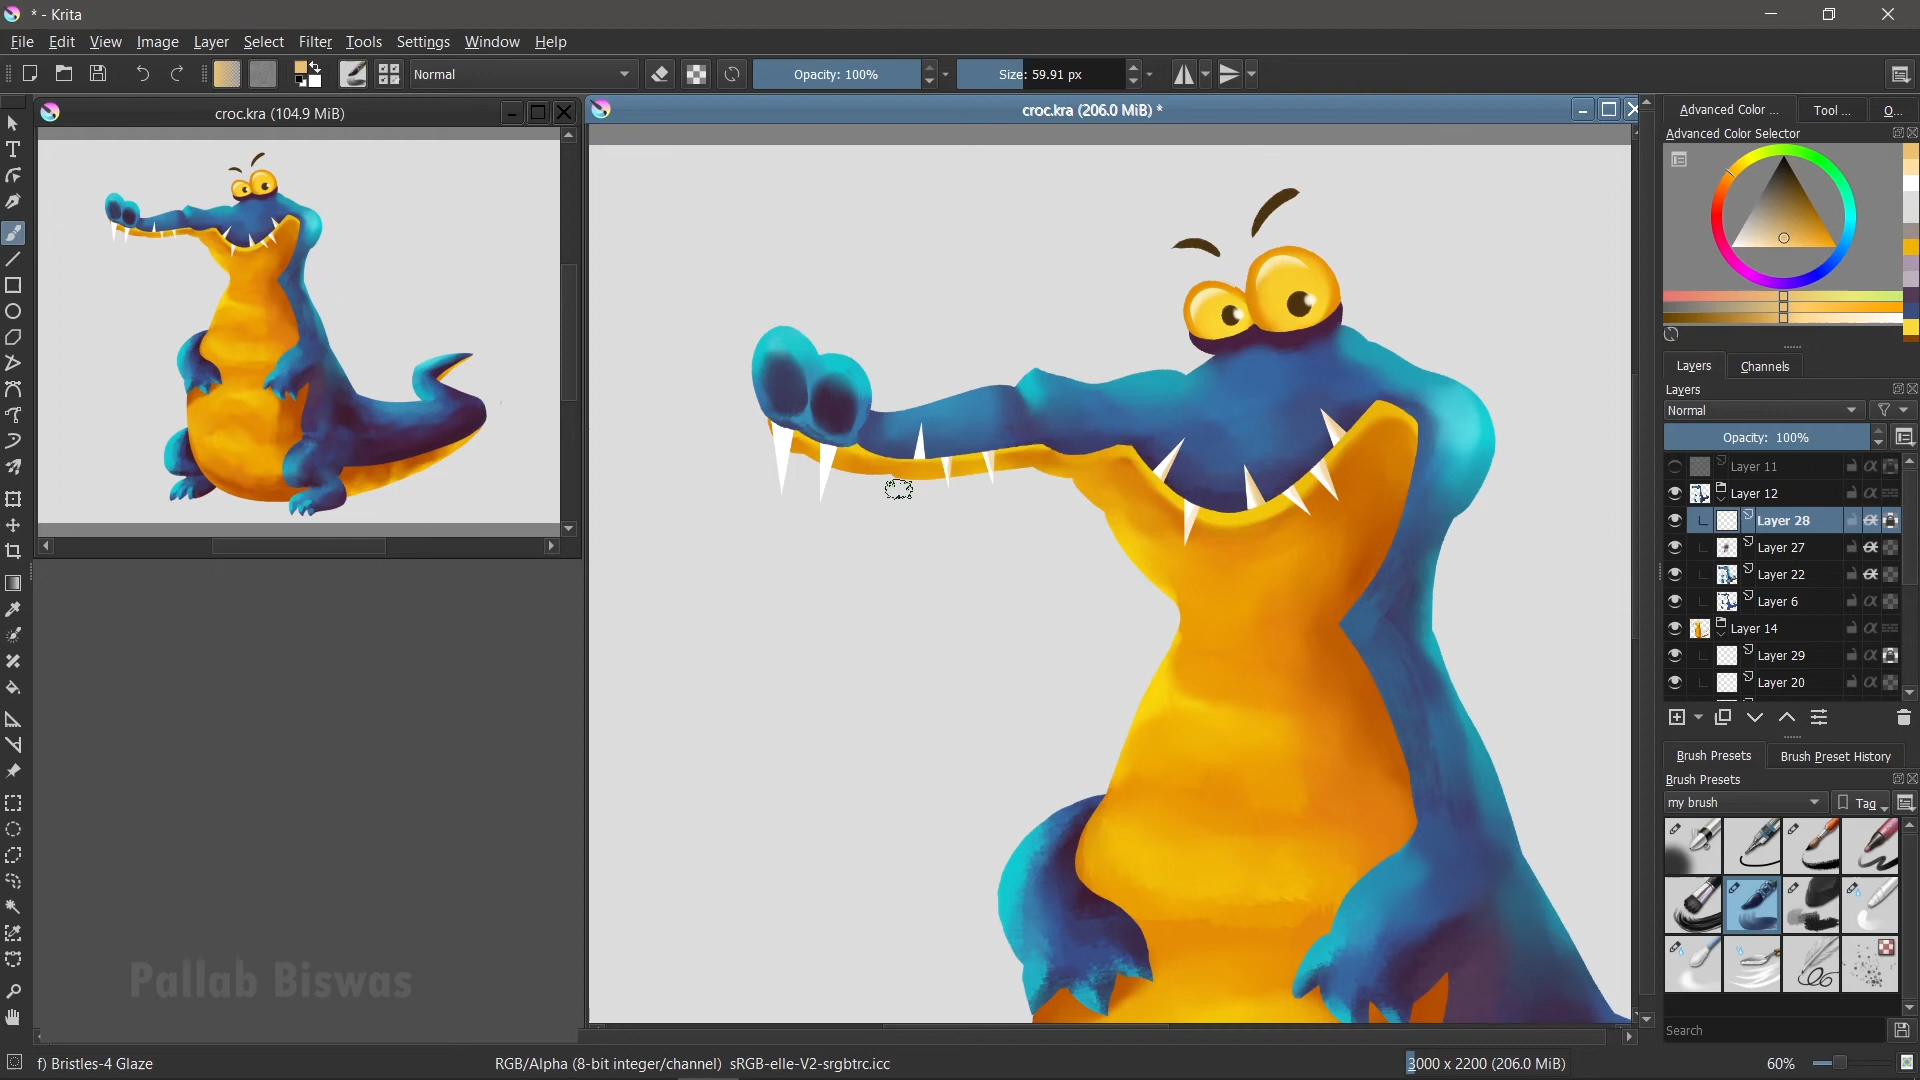 * - Krita
File Edit View Image Layer Select Filter Tools Settings Window Help
Normal Opacity: 100% Size: 59.91 px
croc.kra (104.9 MiB)
croc.kra (206.0 MiB) *
Advanced Color ... Tool ... O...
Advanced Color Selector
Layers Channels
Layers
Normal
Opacity: 100%
Layer 11
Layer 12
Layer 28
Layer 27
Layer 22
Layer 6
Layer 14
Layer 29
Layer 20
Brush Presets Brush Preset History
Brush Presets
my brush Tag
Search
Pallab Biswas
f) Bristles-4 Glaze RGB/Alpha (8-bit integer/channel) sRGB-elle-V2-srgbtrc.icc 3000 x 2200 (206.0 MiB) 60%